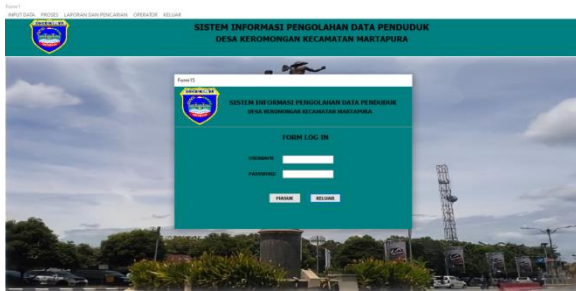 Form1
INPUT DATA PROSES LAPORAN DAN PENCARIAN OPERATOR KELUAR
SISTEM INFORMASI PENGOLAHAN DATA PENDUDUK
DESA KEROMONGAN KECAMATAN MARTAPURA
Form15
SISTEM INFORMASI PENGOLAHAN DATA PENDUDUK
DESA KEROMONGAN KECAMATAN MARTAPURA
FORM LOG IN
USERNAME
PASSWORD
MASUK KELUAR